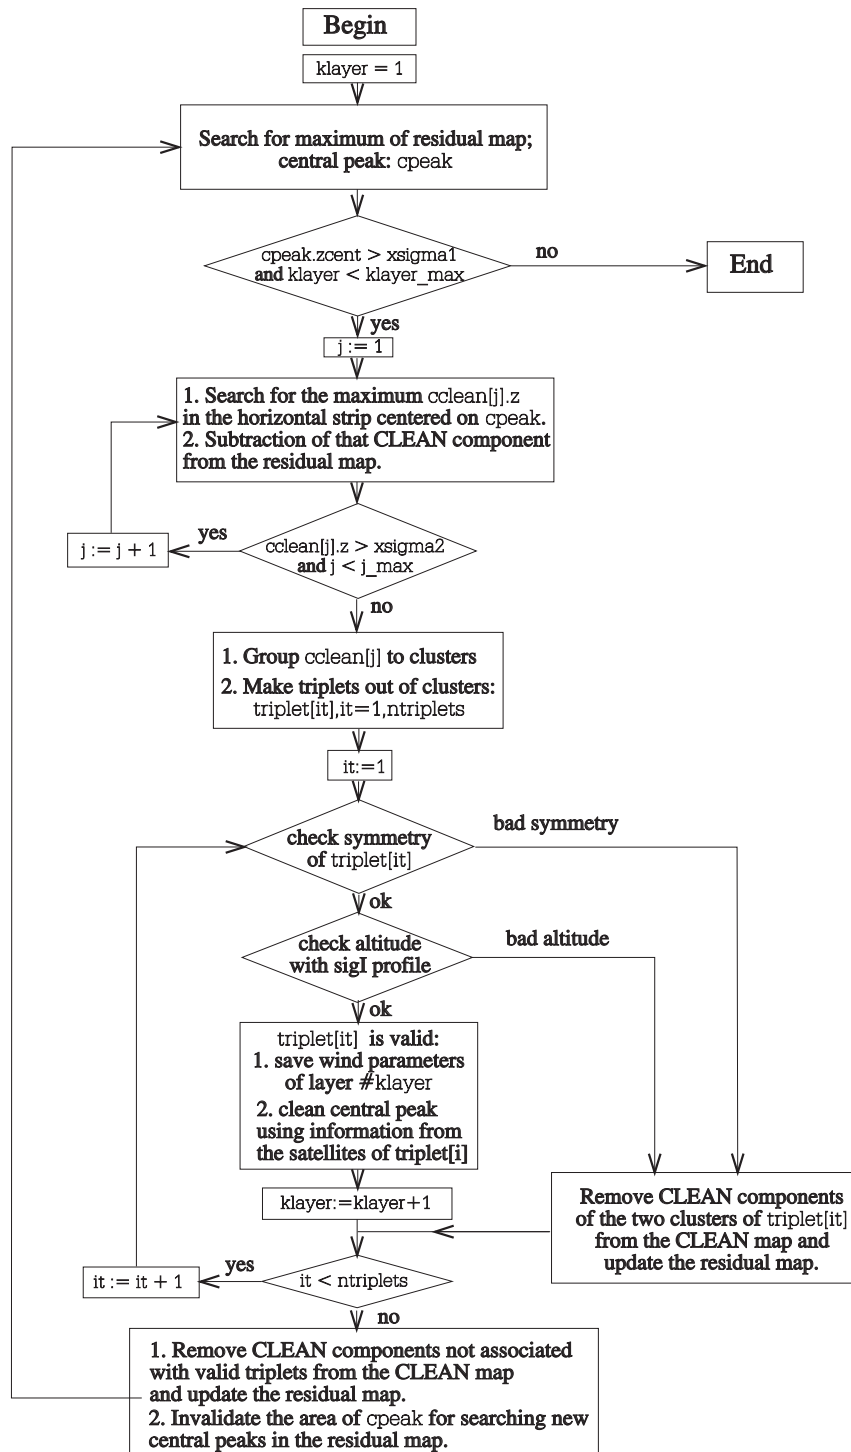 Begin
klayer = 1
Search for maximum of residual map;
central peak: cpeak
cpeak.zcent > xsigma1
and klayer < klayer_max
no
End
yes
j := 1
1. Search for the maximum cclean[j].z
in the horizontal strip centered on cpeak.
2. Subtraction of that CLEAN component
from the residual map.
yes
j := j + 1
cclean[j].z > xsigma2
and j < j_max
no
1. Group cclean[j] to clusters
2. Make triplets out of clusters:
triplet[it],it=1,ntriplets
it:=1
check symmetry
of triplet[it]
bad symmetry
ok
check altitude
with sigI profile
bad altitude
ok
triplet[it] is valid:
1. save wind parameters
of layer #klayer
2. clean central peak
using information from
the satellites of triplet[i]
klayer:=klayer+1
Remove CLEAN components
of the two clusters of triplet[it]
from the CLEAN map and
update the residual map.
yes
it := it + 1
it < ntriplets
no
1. Remove CLEAN components not associated
with valid triplets from the CLEAN map
and update the residual map.
2. Invalidate the area of cpeak for searching new
central peaks in the residual map.